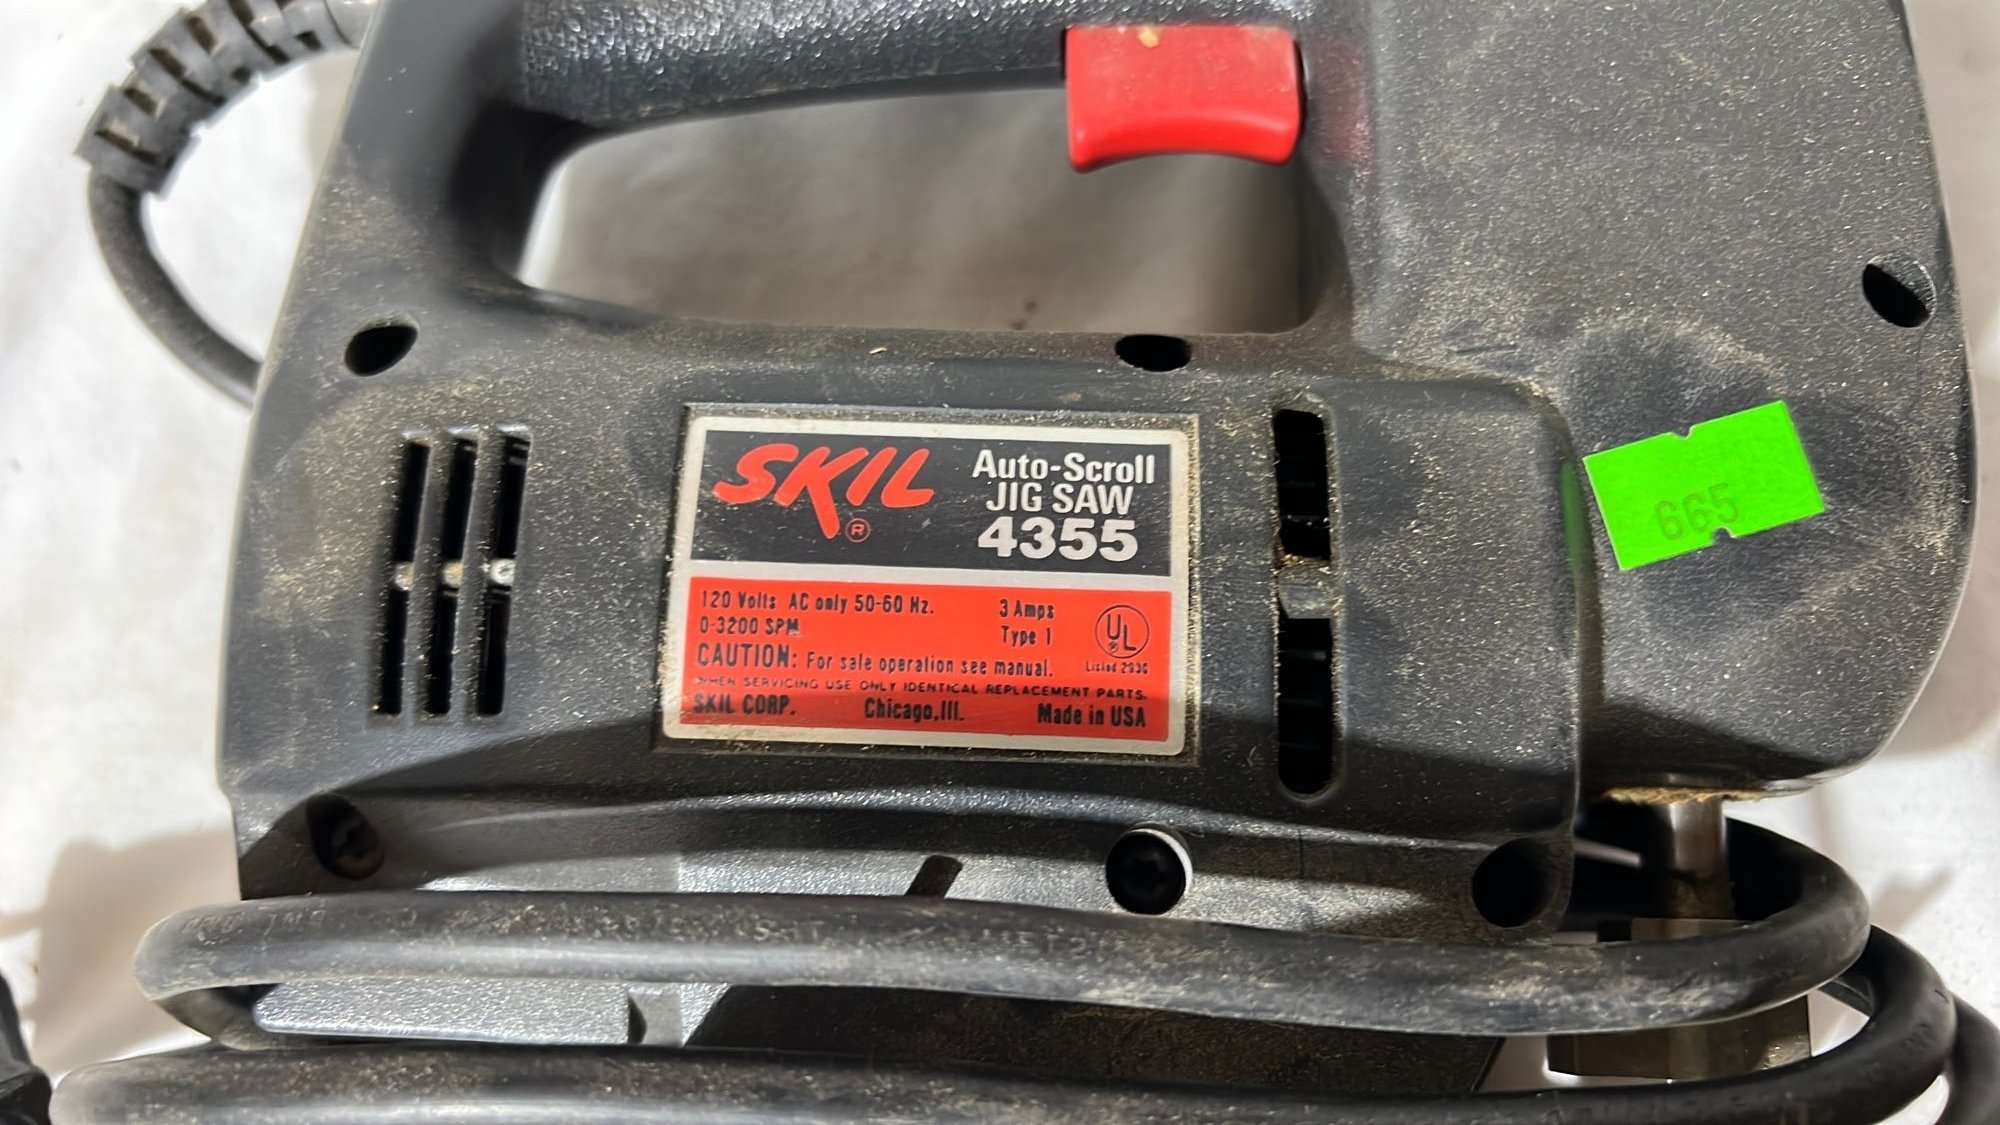 SKIL
®
Auto-Scroll
JIG SAW
4355
120 Volts AC only 50-60 Hz.
0-3200 SPM
3 Amps
Type 1
UL
®
Listed
CAUTION: For safe operation see manual.
WHEN SERVICING USE ONLY IDENTICAL REPLACEMENT PARTS.
SKIL CORP. Chicago,Ill. Made in USA
665